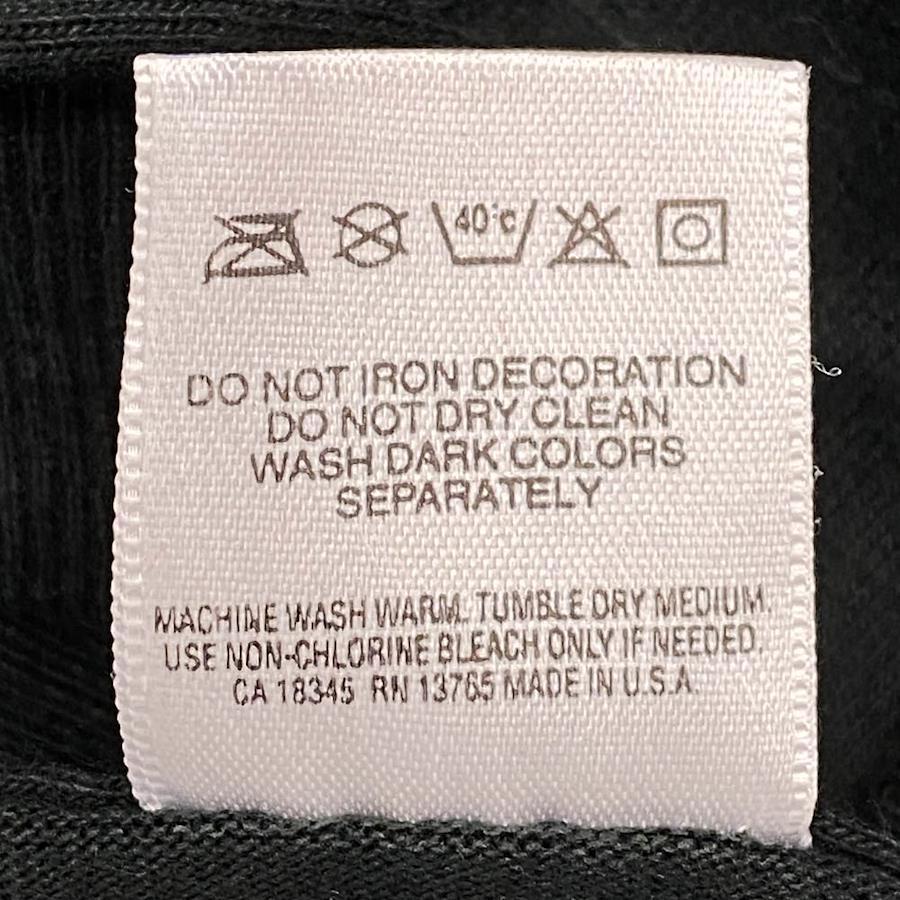 40°C
DO NOT IRON DECORATION
DO NOT DRY CLEAN
WASH DARK COLORS
SEPARATELY
MACHINE WASH WARM. TUMBLE DRY MEDIUM.
USE NON-CHLORINE BLEACH ONLY IF NEEDED.
CA 18345 RN 13765 MADE IN U.S.A.